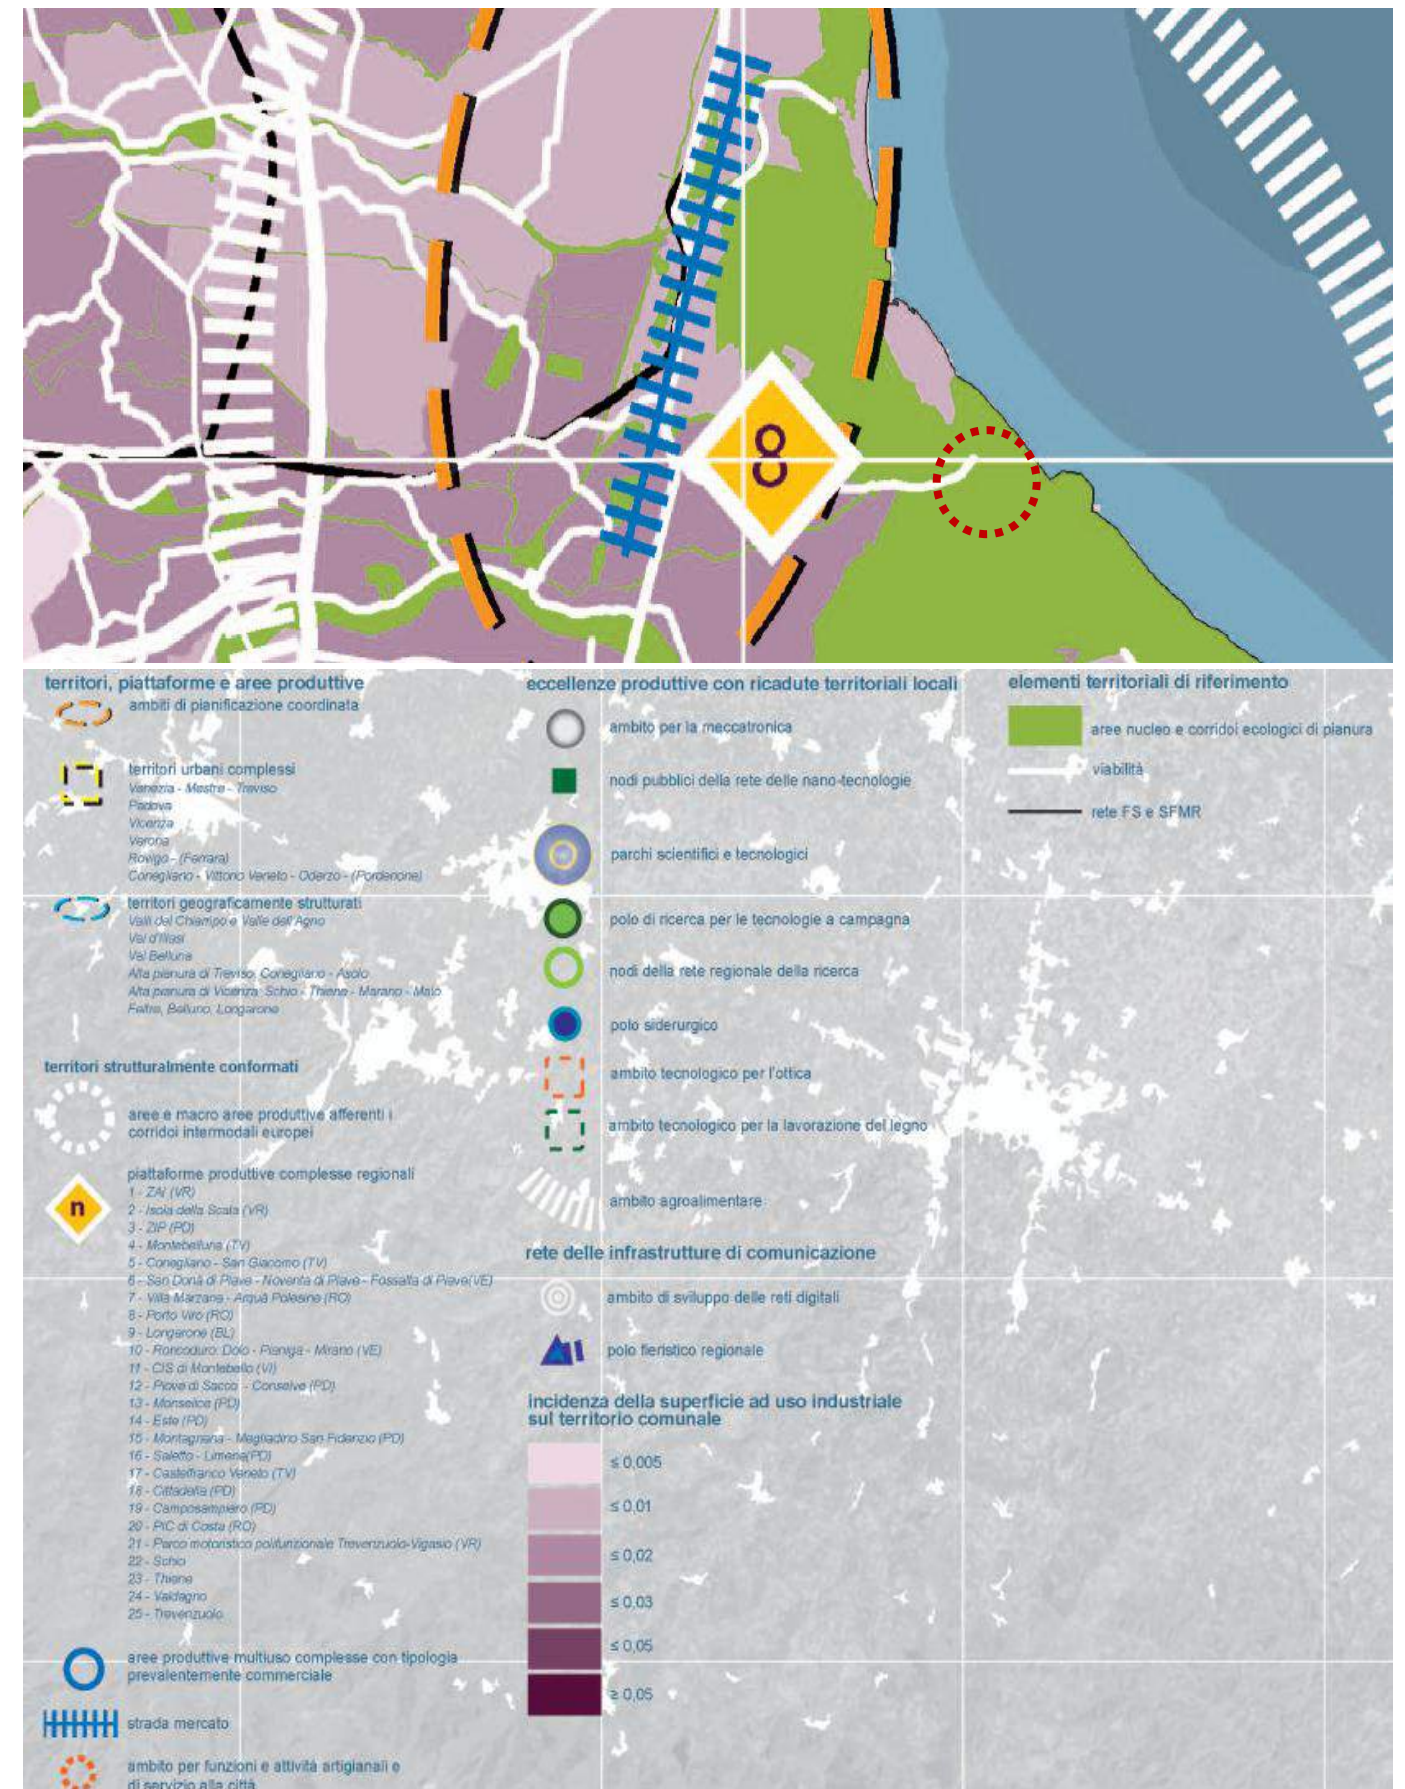 8
territori, piattaforme e aree produttive
ambiti di pianificazione coordinata
territori urbani complessi
Venezia - Mestre - Treviso
Padova
Vicenza
Verona
Rovigo - (Ferrara)
Conegliano - Vittorio Veneto - Oderzo - (Pordenone)
territori geograficamente strutturati
Valli del Chiampo e Valle dell'Agno
Val d'Illasi
Val Belluna
Alta pianura di Treviso, Conegliano - Asolo
Alta pianura di Vicenza: Schio - Thiene - Marano - Malo
Feltre, Belluno, Longarone
territori strutturalmente conformati
aree e macro aree produttive afferenti i
corridoi intermodali europei
n
piattaforme produttive complesse regionali
1 - ZAI (VR)
2 - Isola della Scala (VR)
3 - ZIP (PD)
4 - Montebelluna (TV)
5 - Conegliano - San Giacomo (TV)
6 - San Donà di Piave - Noventa di Piave - Fossalta di Piave(VE)
7 - Villa Marzana - Arquà Polesine (RO)
8 - Porto Viro (RO)
9 - Longarone (BL)
10 - Roncoduro: Dolo - Pianiga - Mirano (VE)
11 - CIS di Montebello (VI)
12 - Piove di Sacco - Conselve (PD)
13 - Monselice (PD)
14 - Este (PD)
15 - Montagnana - Megliadino San Fidenzio (PD)
16 - Saletto - Limena(PD)
17 - Castelfranco Veneto (TV)
18 - Cittadella (PD)
19 - Camposampiero (PD)
20 - PIC di Costa (RO)
21 - Parco motoristico polifunzionale Trevenzuolo-Vigasio (VR)
22 - Schio
23 - Thiene
24 - Valdagno
25 - Trevenzuolo
aree produttive multiuso complesse con tipologia
prevalentemente commerciale
strada mercato
ambito per funzioni e attività artigianali e
di servizio alla città
eccellenze produttive con ricadute territoriali locali
ambito per la meccatronica
nodi pubblici della rete delle nano-tecnologie
parchi scientifici e tecnologici
polo di ricerca per le tecnologie a campagna
nodi della rete regionale della ricerca
polo siderurgico
ambito tecnologico per l'ottica
ambito tecnologico per la lavorazione del legno
ambito agroalimentare
rete delle infrastrutture di comunicazione
ambito di sviluppo delle reti digitali
polo fieristico regionale
incidenza della superficie ad uso industriale
sul territorio comunale
≤ 0,005
≤ 0,01
≤ 0,02
≤ 0,03
≤ 0,05
≥ 0,05
elementi territoriali di riferimento
aree nucleo e corridoi ecologici di pianura
viabilità
rete FS e SFMR